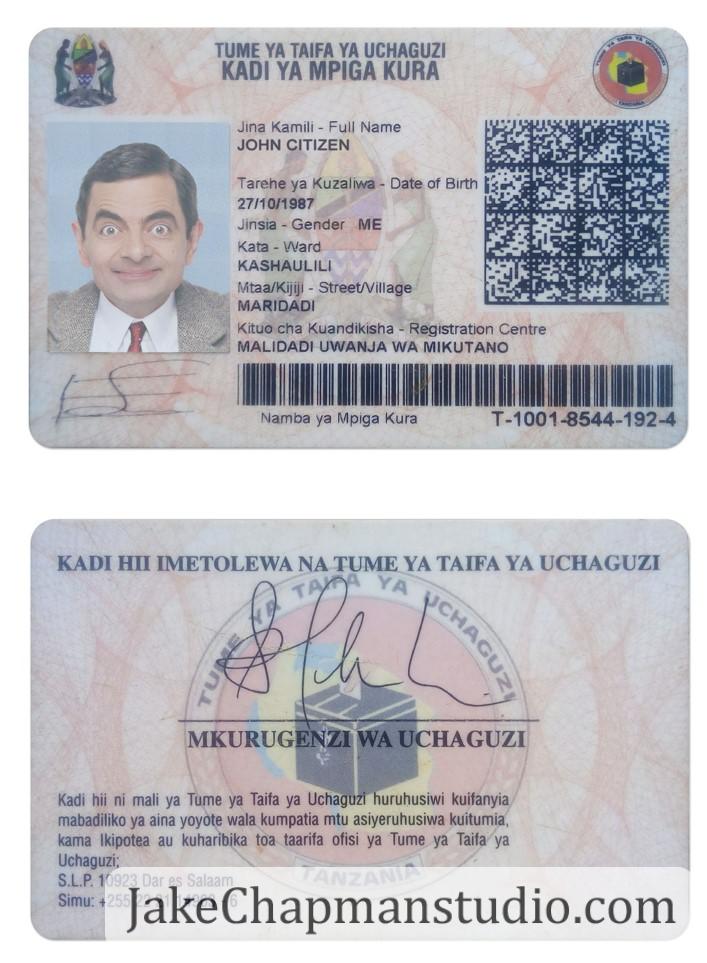 TUME YA TAIFA YA UCHAGUZI
KADI YA MPIGA KURA
TUME YA TAIFA YA UCHAGUZI
TANZANIA
Jina Kamili - Full Name
JOHN CITIZEN
Tarehe ya Kuzaliwa - Date of Birth
27/10/1987
Jinsia - Gender ME
Kata - Ward
KASHAULILI
Mtaa/Kijiji - Street/Village
MARIDADI
Kituo cha Kuandikisha - Registration Centre
MALIDADI UWANJA WA MIKUTANO
Namba ya Mpiga Kura T-1001-8544-192-4
KADI HII IMETOLEWA NA TUME YA TAIFA YA UCHAGUZI
TUME YA TAIFA YA UCHAGUZI
MKURUGENZI WA UCHAGUZI
Kadi hii ni mali ya Tume ya Taifa ya Uchaguzi huruhusiwi kuifanyia
mabadiliko ya aina yoyote wala kumpatia mtu asiyeruhusiwa kuitumia,
kama Ikipotea au kuharibika toa taarifa ofisi ya Tume ya Taifa ya
Uchaguzi;
TANZANIA
S.L.P. 10923 Dar es Salaam
Simu: +255
JakeChapmanstudio.com